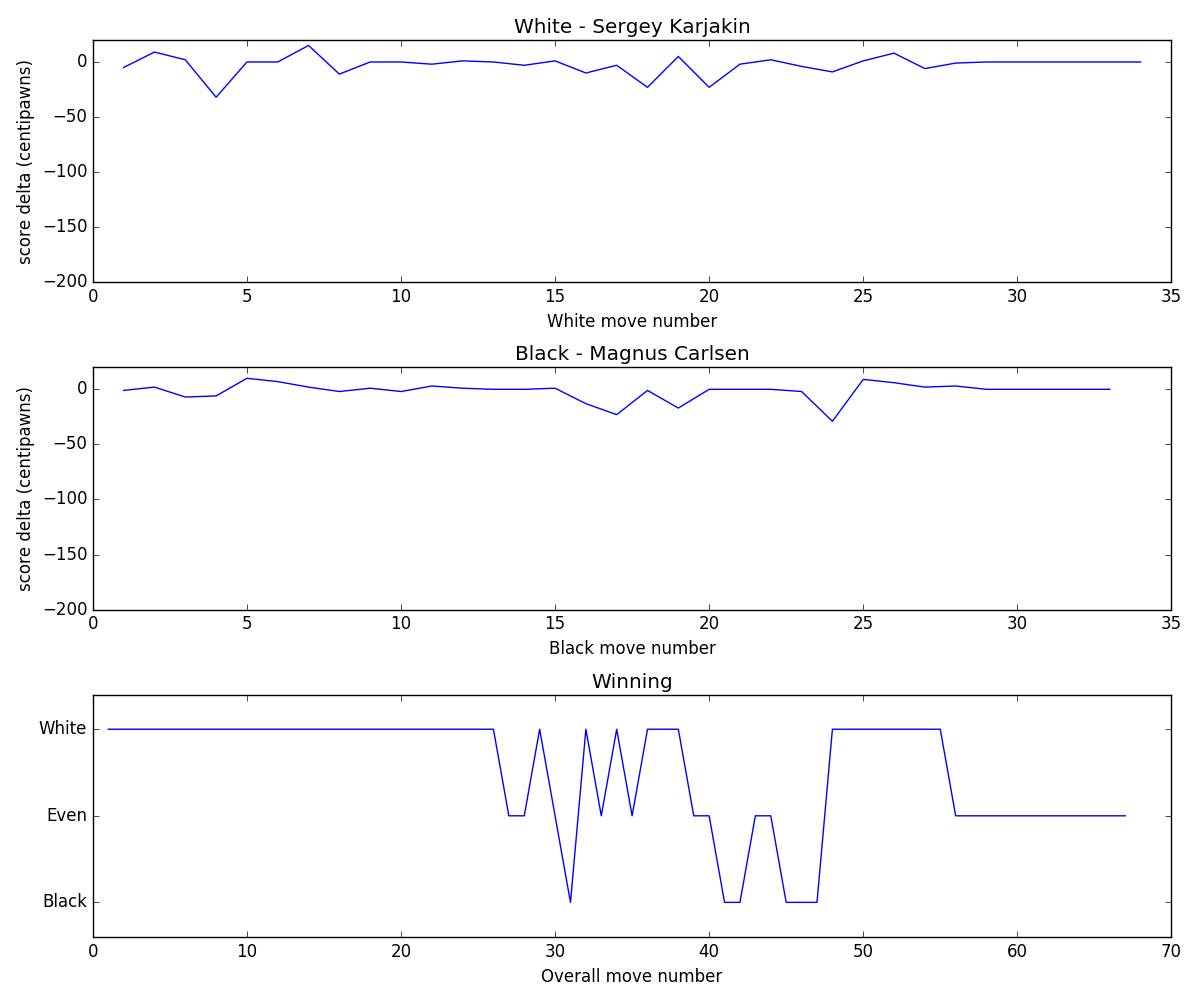 White - Sergey Karjakin
score delta (centipawns)
0
−50
−100
−150
−200
0 5 10 15 20 25 30 35
White move number
Black - Magnus Carlsen
score delta (centipawns)
0
−50
−100
−150
−200
0 5 10 15 20 25 30 35
Black move number
Winning
White
Even
Black
0 10 20 30 40 50 60 70
Overall move number